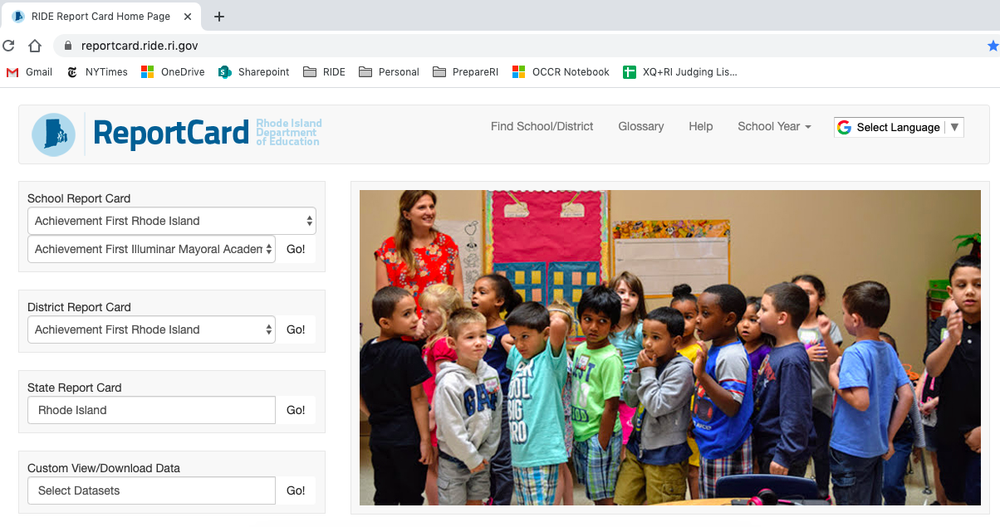 RIDE Report Card Home Page
reportcard.ride.ri.gov
Gmail
NYTimes
OneDrive
Sharepoint
RIDE
Personal
PrepareRI
OCCR Notebook
XQ+RI Judging Lis...
ReportCard
Rhode Island
Department
of Education
Find School/District
Glossary
Help
School Year
Select Language
School Report Card
Achievement First Rhode Island
Achievement First Illuminar Mayoral Academ
Go!
District Report Card
Achievement First Rhode Island
Go!
State Report Card
Rhode Island
Go!
Custom View/Download Data
Select Datasets
Go!
GAP